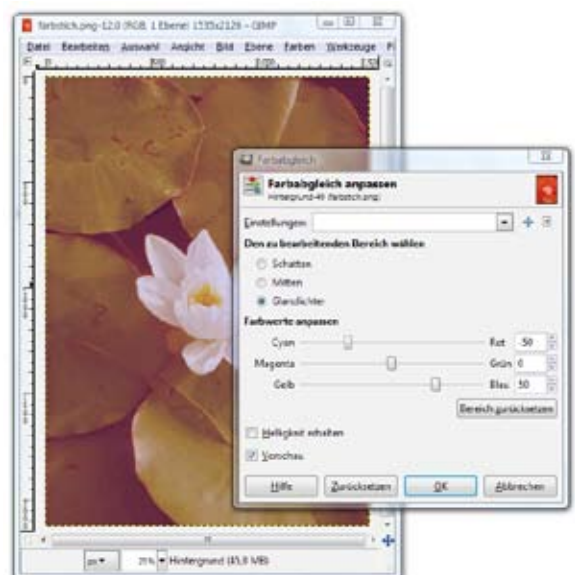 farbstich.png-12.0 (RGB, 1 Ebene) 1535x2126 – GIMP
Datei Bearbeiten Auswahl Ansicht Bild Ebene Farben Werkzeuge
Farbabgleich
Farbabgleich anpassen
Hintergrund-49 (farbstich.png)
Einstellungen:
Den zu bearbeitenden Bereich wählen
Schatten
Mitten
Glanzlichter
Farbwerte anpassen
Cyan Rot -50
Magenta Grün 0
Gelb Blau 50
Bereich zurücksetzen
Helligkeit erhalten
Vorschau
Hilfe Zurücksetzen OK Abbrechen
px 25% Hintergrund (45,8 MB)